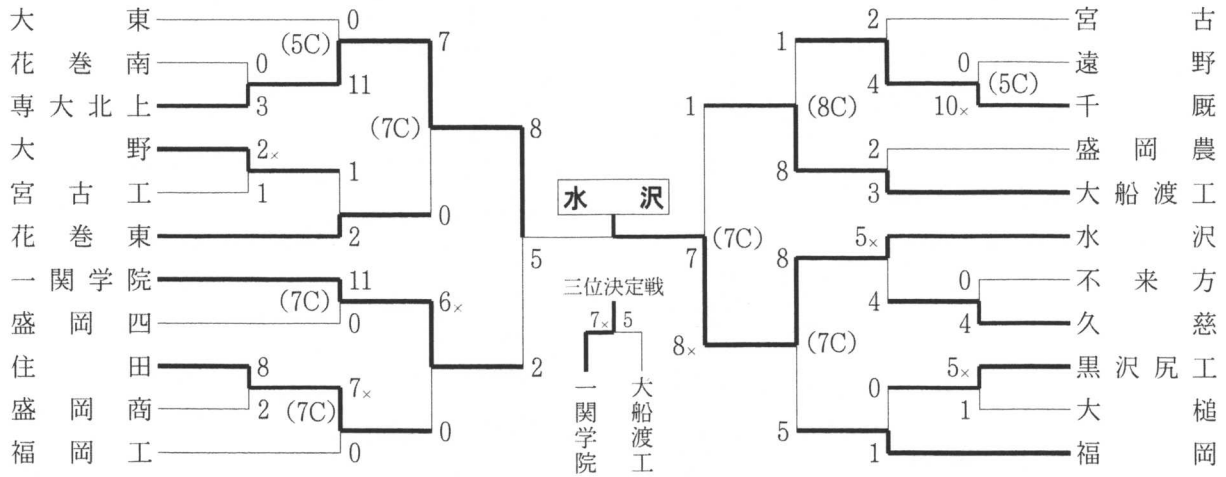 大東
0
花巻南
0
(5C)
7
専大北上
3
11
(7C)
8
大野
2×
1
宮古工
1
0
花巻東
2
5
一関学院
11
(7C)
6×
盛岡四
0
2
住田
8
7×
盛岡商
2
(7C)
0
福岡工
0
水沢
三位決定戦
7×
5
一関学院
大船渡工
2
宮古
1
0
遠野
4
(5C)
10×
千厩
1
(8C)
2
盛岡農
8
3
大船渡工
5×
水沢
7
(7C)
8
0
不来方
4
4
久慈
8×
(7C)
5×
黒沢尻工
0
1
大槌
5
1
福岡